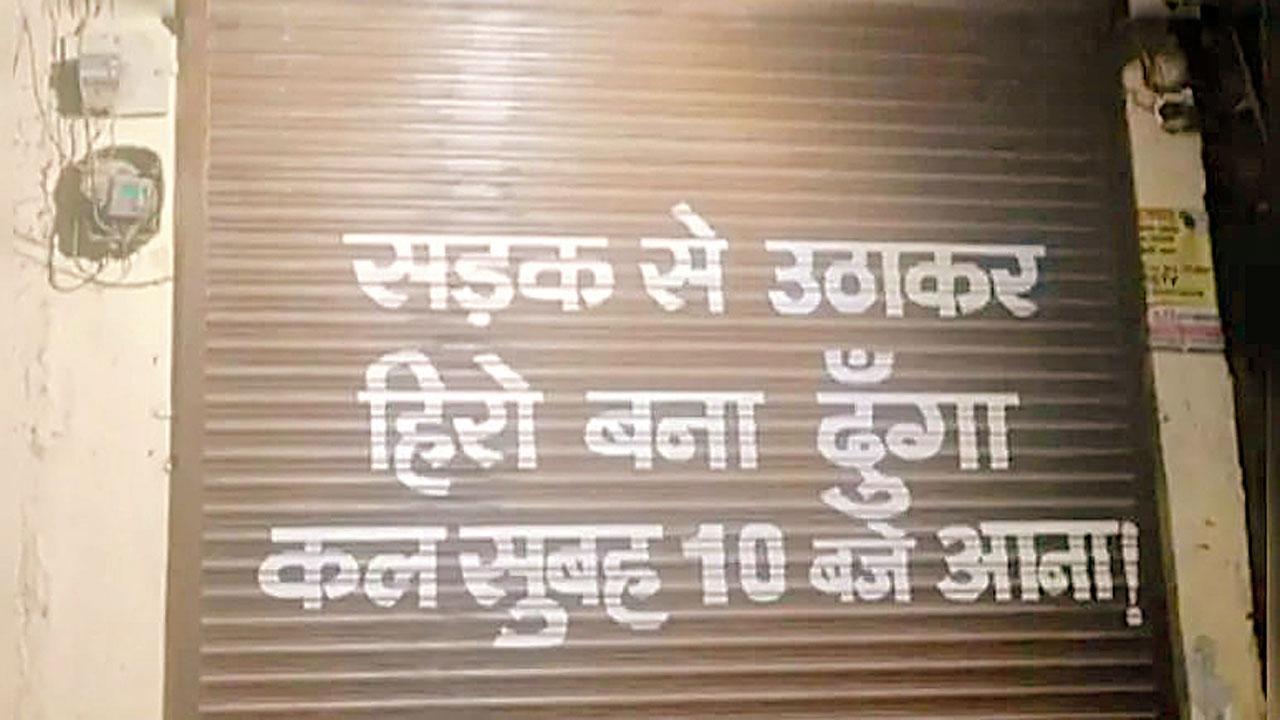 सड़क से उठाकर
हिरो बना दुँगा
कल सुबह 10 बजे आना!